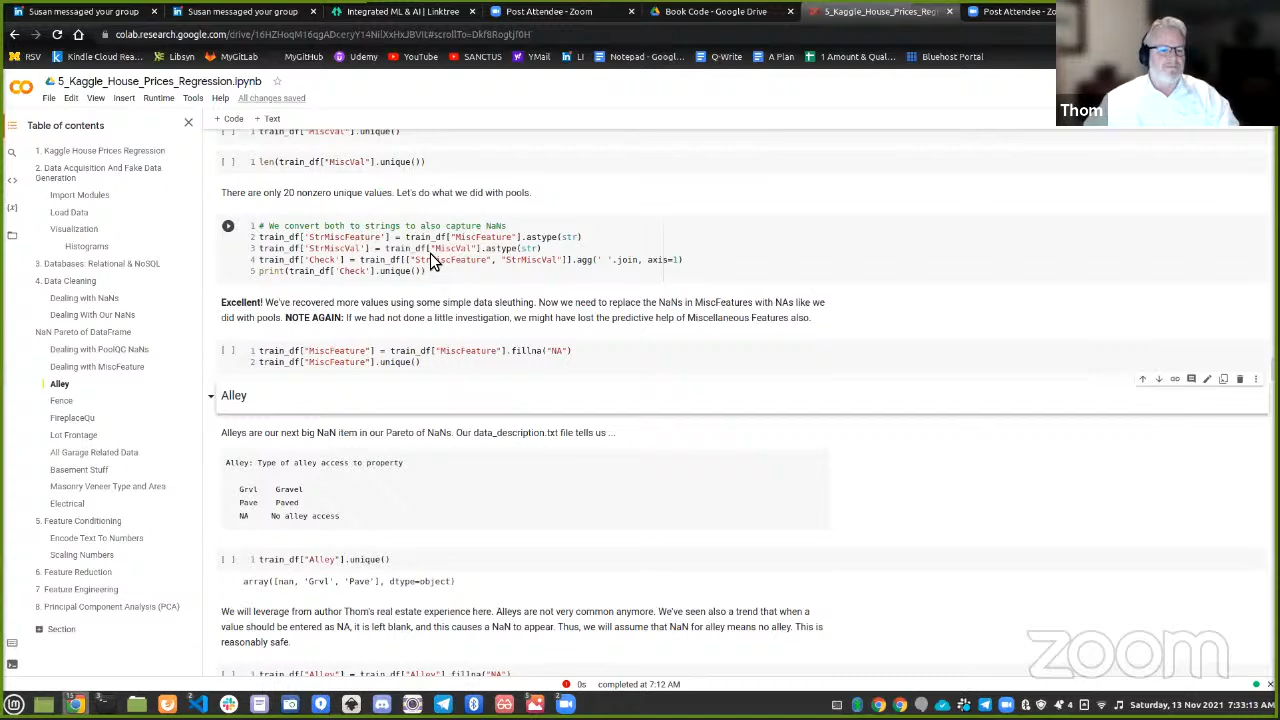 Susan messaged your group
Susan messaged your group
Integrated ML & AI | Linktree
Post Attendee - Zoom
Book Code - Google Drive
5_Kaggle_House_Prices_Regr
Post Attendee - Zoom
RSV
Kindle Cloud Reade
Libsyn
MyGitLab
MyGitHub
Udemy
YouTube
SANCTUS
YMail
LI
Notepad - Googl...
Q-Write
A Plan
1 Amount & Qual...
Bluehost Portal
Thom
5_Kaggle_House_Prices_Regression.ipynb
File Edit View Insert Runtime Tools Help All changes saved
+ Code + Text
Table of contents
1. Kaggle House Prices Regression
2. Data Acquisition And Fake Data
Generation
Import Modules
Load Data
Visualization
Histograms
3. Databases: Relational & NoSQL
4. Data Cleaning
Dealing with NaNs
Dealing With Our NaNs
NaN Pareto of DataFrame
Dealing with PoolQC NaNs
Dealing with MiscFeature
Alley
Fence
FireplaceQu
Lot Frontage
All Garage Related Data
Basement Stuff
Masonry Veneer Type and Area
Electrical
5. Feature Conditioning
Encode Text To Numbers
Scaling Numbers
6. Feature Reduction
7 Feature Engineering
8. Principal Component Analysis (PCA)
Section
[ ] 1 train_df["MiscVal"].unique()
[ ] 1 len(train_df["MiscVal"].unique())
There are only 20 nonzero unique values. Let's do what we did with pools.
1 # We convert both to strings to also capture NaNs
2 train_df['StrMiscFeature'] = train_df["MiscFeature"].astype(str)
3 train_df['StrMiscVal'] = train_df["MiscVal"].astype(str)
4 train_df['Check'] = train_df[["StrMiscFeature", "StrMiscVal"]].agg(' '.join, axis=1)
5 print(train_df['Check'].unique())
Excellent! We've recovered more values using some simple data sleuthing. Now we need to replace the NaNs in MiscFeatures with NAs like we
did with pools. NOTE AGAIN: If we had not done a little investigation, we might have lost the predictive help of Miscellaneous Features also.
[ ] 1 train_df["MiscFeature"] = train_df["MiscFeature"].fillna("NA")
2 train_df["MiscFeature"].unique()
Alley
Alleys are our next big NaN item in our Pareto of NaNs. Our data_description.txt file tells us ...
Alley: Type of alley access to property
Grvl Gravel
Pave Paved
NA No alley access
[ ] 1 train_df["Alley"].unique()
array([nan, 'Grvl', 'Pave'], dtype=object)
We will leverage from author Thom's real estate experience here. Alleys are not very common anymore. We've seen also a trend that when a
value should be entered as NA, it is left blank, and this causes a NaN to appear. Thus, we will assume that NaN for alley means no alley. This is
reasonably safe.
[ ] 1 train_df["Alley"] = train_df["Alley"].fillna("NA")
zoom
0s completed at 7:12 AM
Saturday, 13 Nov 2021 7:33:13 AM